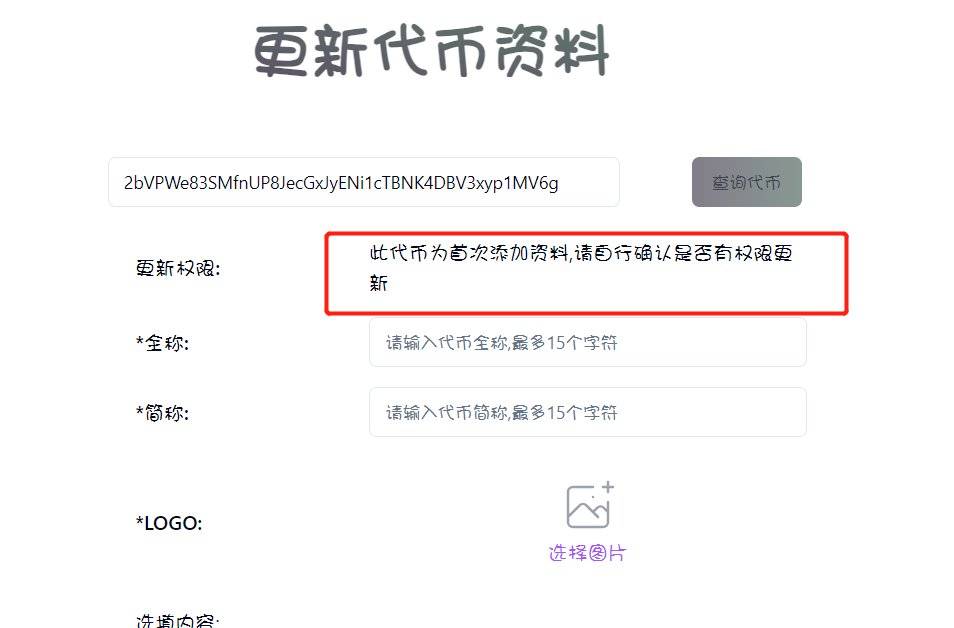 更新代币资料
2bVPWe83SMfnUP8JecGxJyENi1cTBNK4DBV3xyp1MV6g
查询代币
更新权限:
此代币为首次添加资料,请自行确认是否有权限更
新
*全称:
请输入代币全称,最多15个字符
*简称:
请输入代币简称,最多15个字符
*LOGO:
选择图片
选填内容: